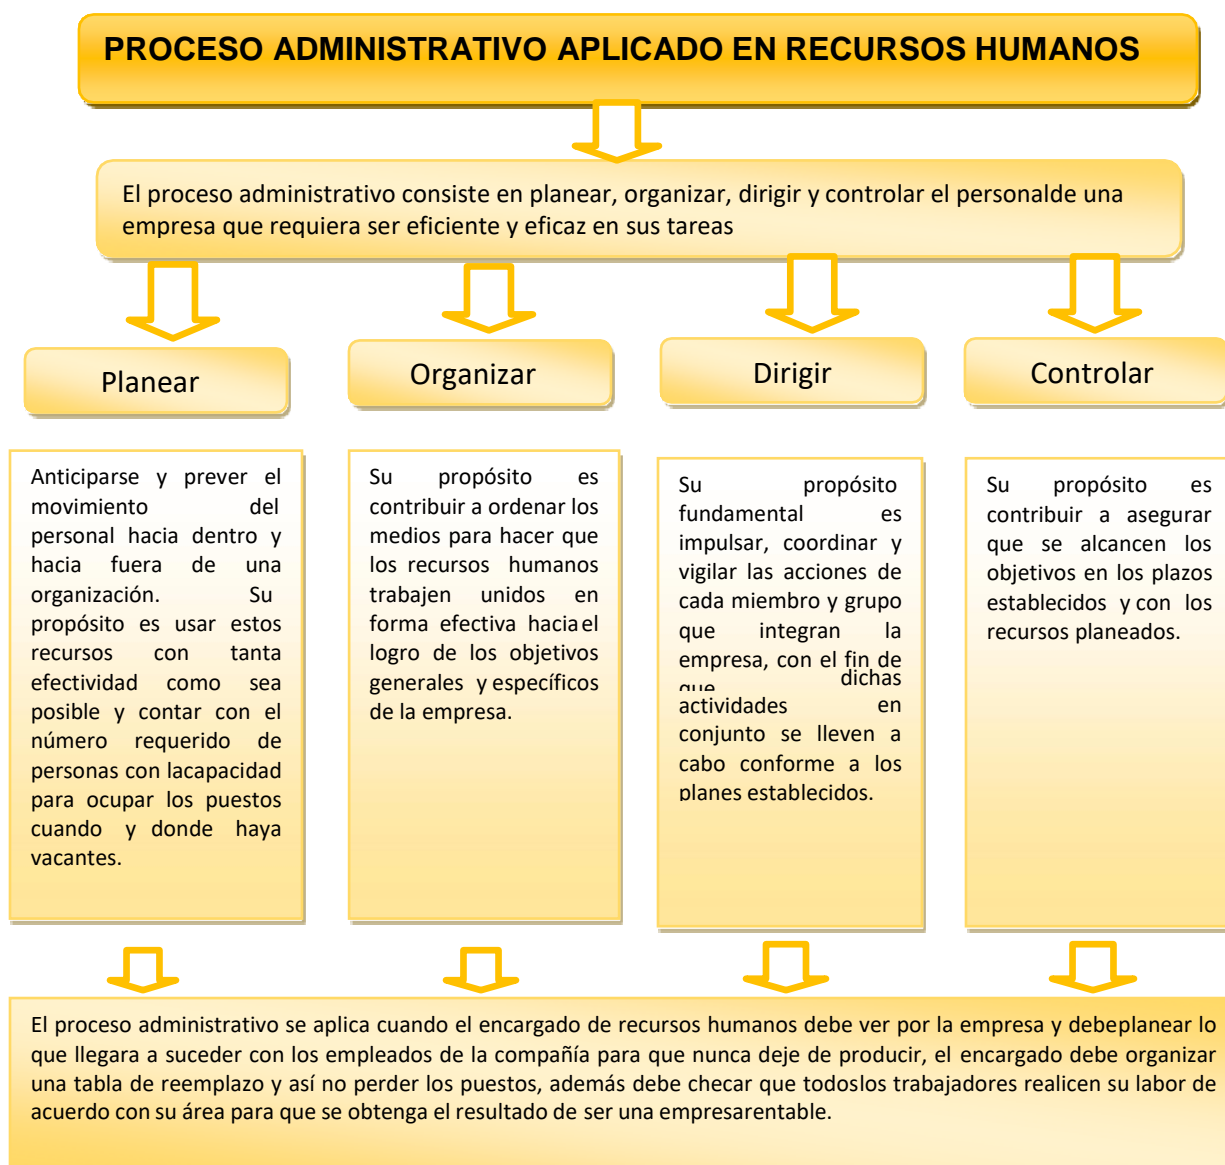 PROCESO ADMINISTRATIVO APLICADO EN RECURSOS HUMANOS
El proceso administrativo consiste en planear, organizar, dirigir y controlar el personalde una
empresa que requiera ser eficiente y eficaz en sus tareas
Planear
Organizar
Dirigir
Controlar
Anticiparse y prever el
movimiento del
personal hacia dentro y
hacia fuera de una
organización. Su
propósito es usar estos
recursos con tanta
efectividad como sea
posible y contar con el
número requerido de
personas con lacapacidad
para ocupar los puestos
cuando y donde haya
vacantes.
Su propósito es
contribuir a ordenar los
medios para hacer que
los recursos humanos
trabajen unidos en
forma efectiva haciael
logro de los objetivos
generales y específicos
de la empresa.
Su propósito
fundamental es
impulsar, coordinar y
vigilar las acciones de
cada miembro y grupo
que integran la
empresa, con el fin de
que dichas
actividades en
conjunto se lleven a
cabo conforme a los
planes establecidos.
Su propósito es
contribuir a asegurar
que se alcancen los
objetivos en los plazos
establecidos y con los
recursos planeados.
El proceso administrativo se aplica cuando el encargado de recursos humanos debe ver por la empresa y debeplanear lo
que llegara a suceder con los empleados de la compañía para que nunca deje de producir, el encargado debe organizar
una tabla de reemplazo y así no perder los puestos, además debe checar que todoslos trabajadores realicen su labor de
acuerdo con su área para que se obtenga el resultado de ser una empresarentable.